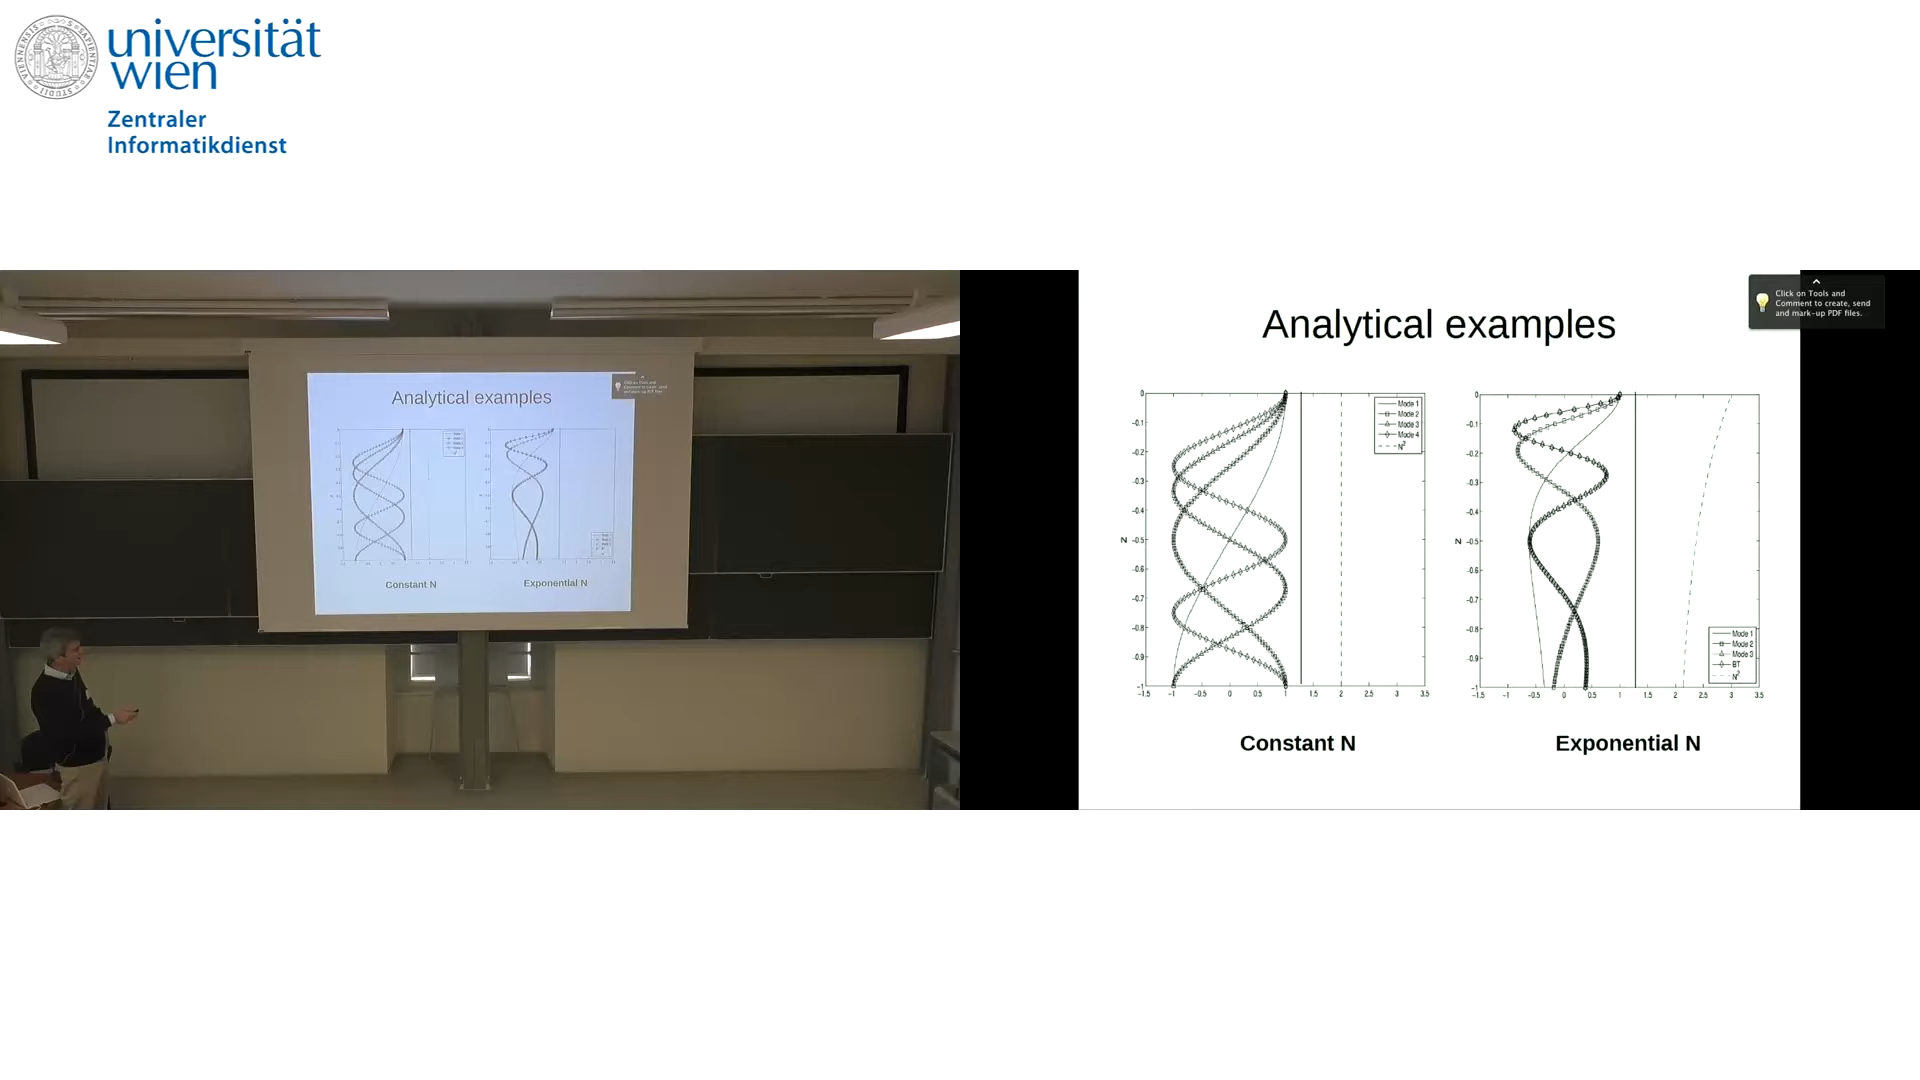 universität
wien
Zentraler
Informatikdienst
Analytical examples
Constant N
Exponential N
Click on Tools and
Comment to create, send
and mark-up PDF files.
Analytical examples
0
-0.1
-0.2
-0.3
-0.4
-0.5
-0.6
-0.7
-0.8
-0.9
-1
z
-1.5 -1 -0.5 0 0.5 1 1.5 2 2.5 3 3.5
Mode 1
Mode 2
Mode 3
Mode 4
N²
Constant N
0
-0.1
-0.2
-0.3
-0.4
-0.5
-0.6
-0.7
-0.8
-0.9
-1
z
-1.5 -1 -0.5 0 0.5 1 1.5 2 2.5 3 3.5
Mode 1
Mode 2
Mode 3
BT
N²
Exponential N